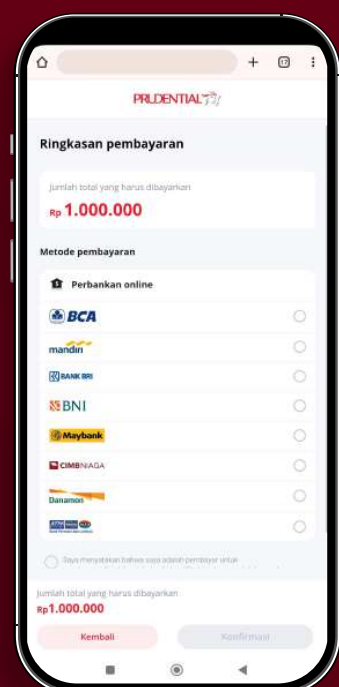 17
PRUDENTIAL
Ringkasan pembayaran
Jumlah total yang harus dibayarkan
Rp 1.000.000
Metode pembayaran
Perbankan online
BCA
mandiri
BANK BRI
BNI
Maybank
CIMBNIAGA
Danamon
Saya menyatakan bahwa saya adalah pembayar untuk
Jumlah total yang harus dibayarkan
Rp1.000.000
Kembali
Konfirmasi